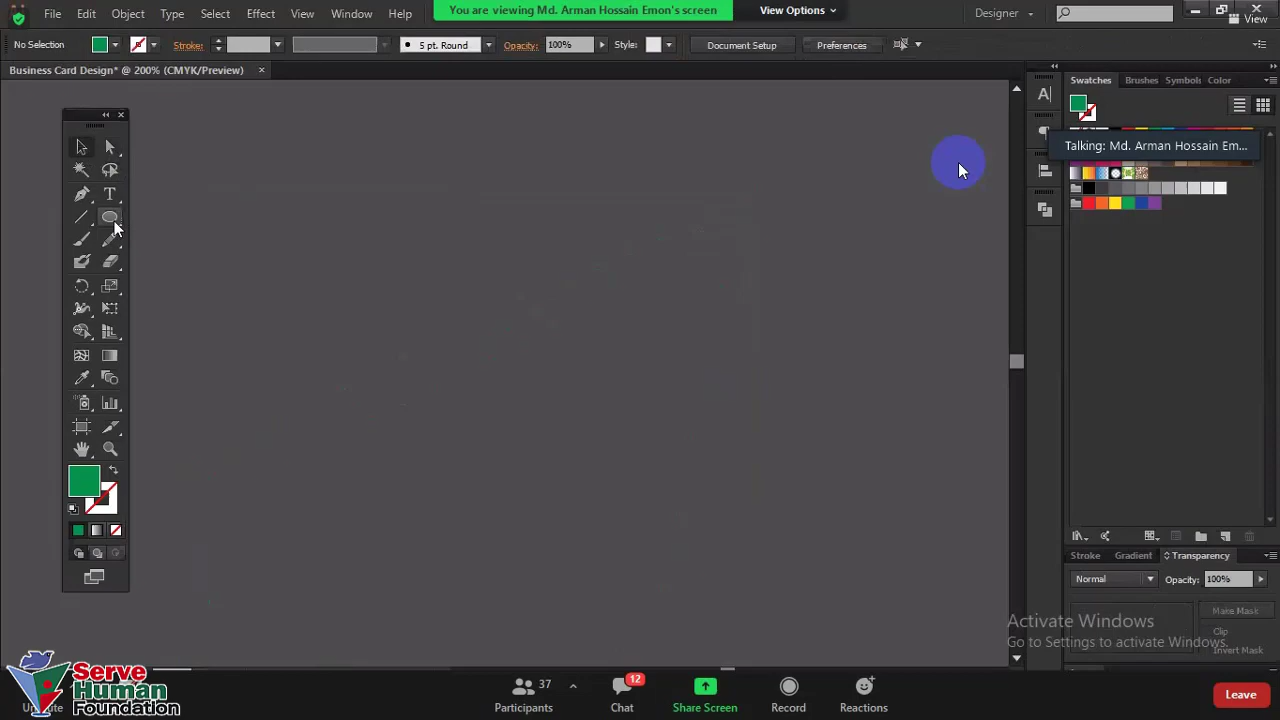 File Edit Object Type Select Effect View Window Help
You are viewing Md. Arman Hossain Emon's screen
View Options
Designer
View
No Selection
Stroke:
5 pt. Round
Opacity: 100%
Style:
Document Setup
Preferences
Business Card Design* @ 200% (CMYK/Preview)
Swatches Brushes Symbols Color
Talking: Md. Arman Hossain Em...
Stroke Gradient Transparency
Normal
Opacity: 100%
Make Mask
Clip
Invert Mask
Activate Windows
Go to Settings to activate Windows.
Serve
Human
Foundation
37
Participants
12
Chat
Share Screen
Record
Reactions
Leave